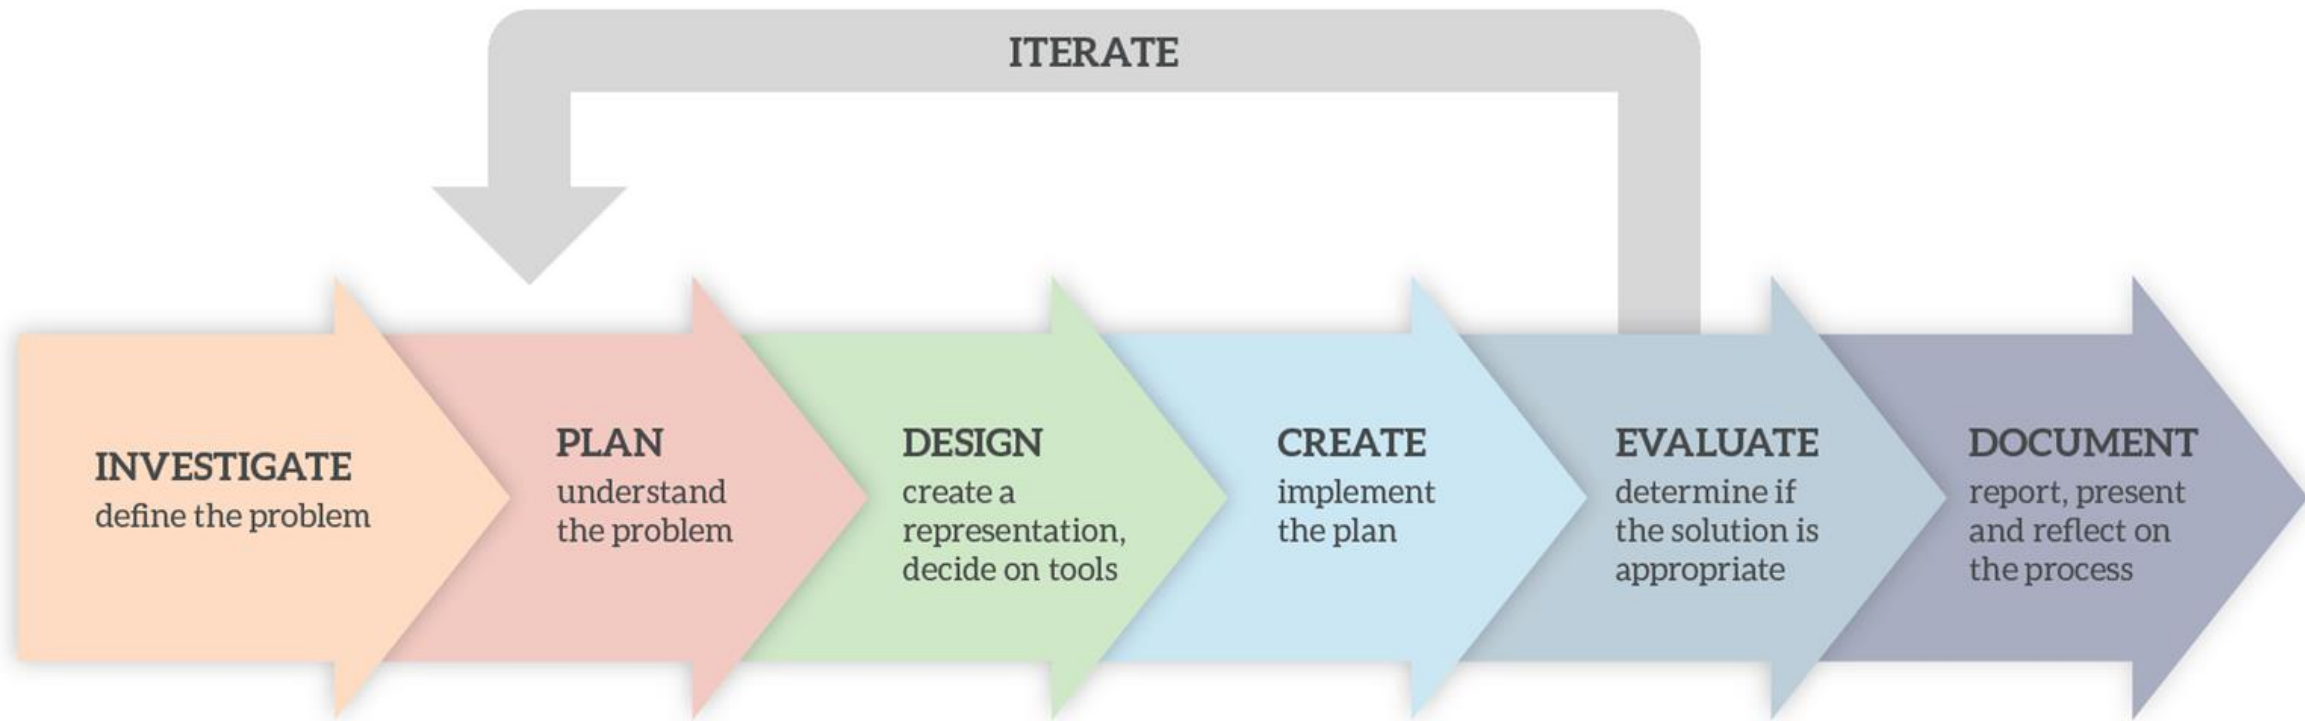 ITERATE
INVESTIGATE
define the problem
PLAN
understand
the problem
DESIGN
create a
representation,
decide on tools
CREATE
implement
the plan
EVALUATE
determine if
the solution is
appropriate
DOCUMENT
report, present
and reflect on
the process